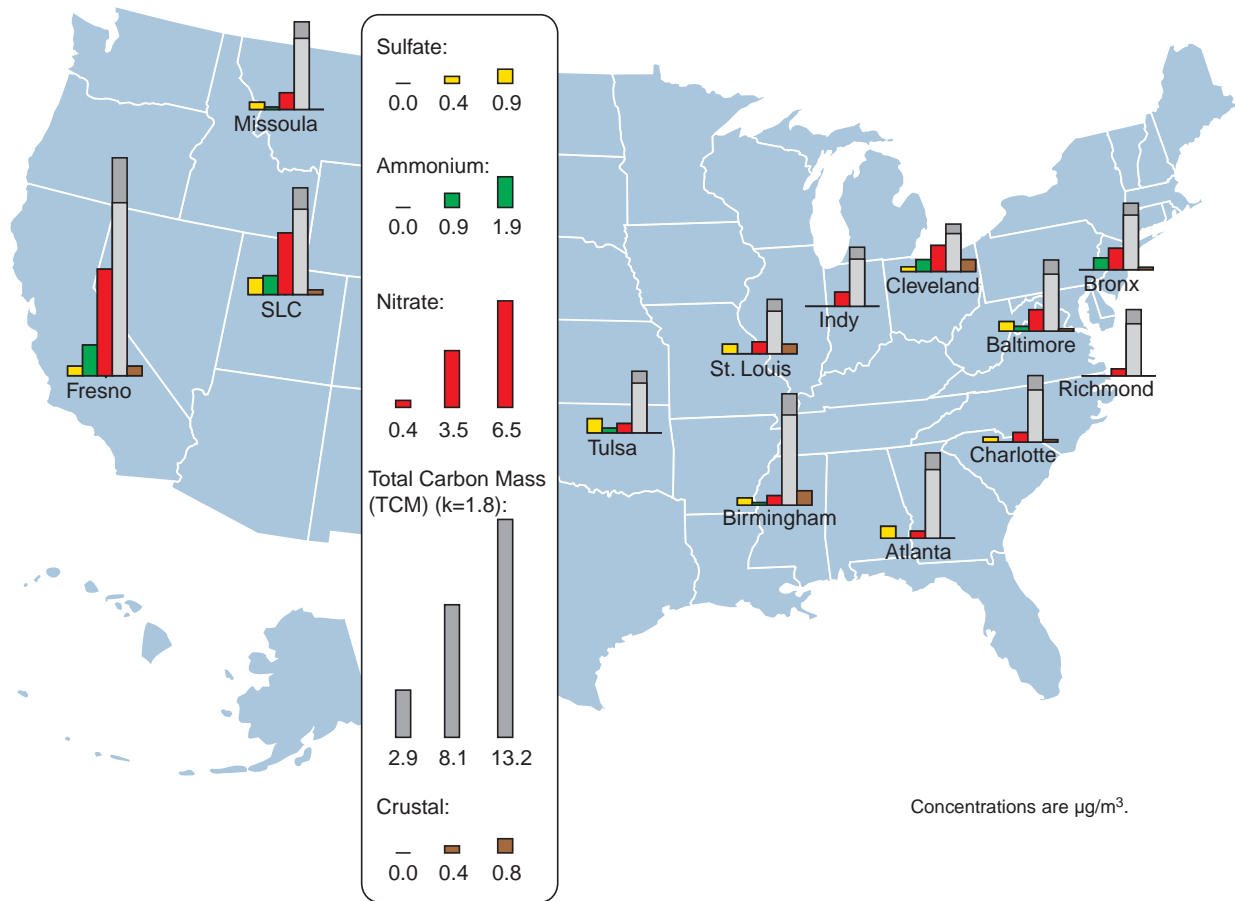 Sulfate:
0.0 0.4 0.9
Ammonium:
0.0 0.9 1.9
Nitrate:
0.4 3.5 6.5
Total Carbon Mass
(TCM) (k=1.8):
2.9 8.1 13.2
Crustal:
0.0 0.4 0.8
Missoula
SLC
Fresno
Tulsa
St. Louis
Indy
Cleveland
Bronx
Baltimore
Richmond
Charlotte
Birmingham
Atlanta
Concentrations are µg/m³.